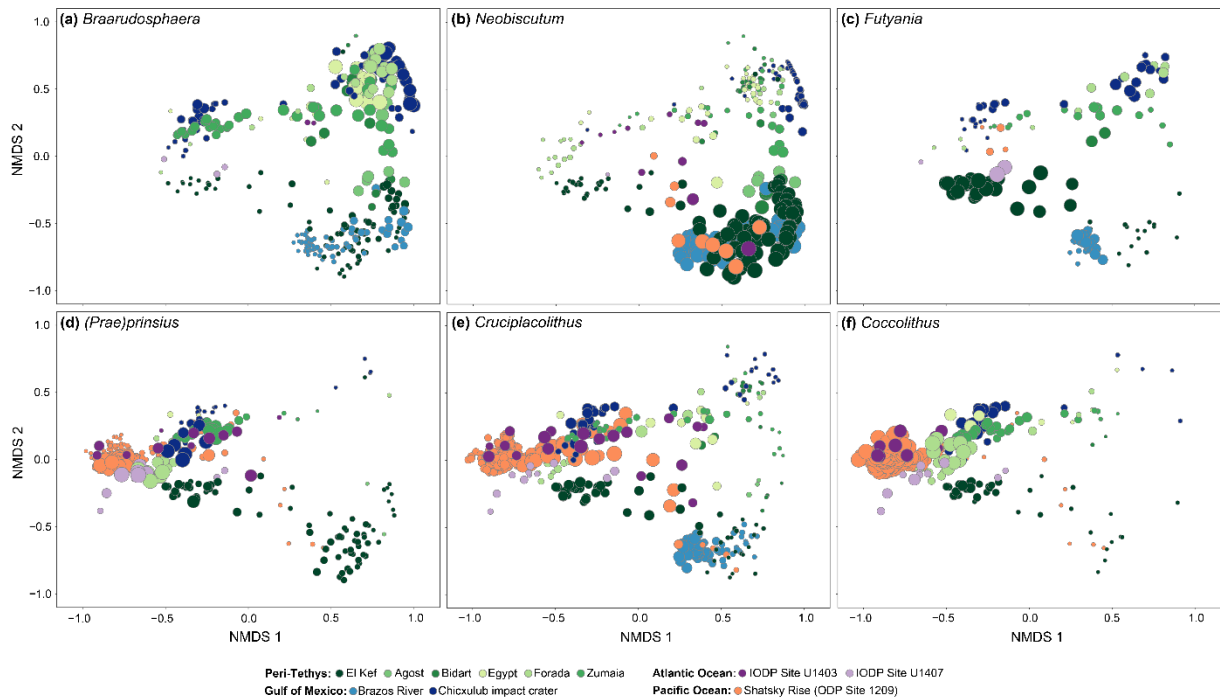 (a) Braarudosphaera
(b) Neobiscutum
(c) Futyania
1.0
0.5
0.0
−0.5
−1.0
NMDS 2
(d) (Prae)prinsius
(e) Cruciplacolithus
(f) Coccolithus
1.0
0.5
0.0
−0.5
−1.0
NMDS 2
−1.0 −0.5 0.0 0.5 1.0
−1.0 −0.5 0.0 0.5 1.0
−1.0 −0.5 0.0 0.5 1.0
NMDS 1
NMDS 1
NMDS 1
Peri-Tethys: El Kef Agost Bidart Egypt Forada Zumaia Atlantic Ocean: IODP Site U1403 IODP Site U1407
Gulf of Mexico: Brazos River Chicxulub impact crater Pacific Ocean: Shatsky Rise (ODP Site 1209)